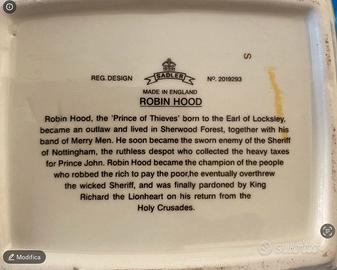 S
SADLER
REG. DESIGN
No. 2019293
MADE IN ENGLAND
ROBIN HOOD
Robin Hood, the 'Prince of Thieves' born to the Earl of Locksley,
became an outlaw and lived in Sherwood Forest, together with his
band of Merry Men. He soon became the sworn enemy of the Sheriff
of Nottingham, the ruthless despot who collected the heavy taxes
for Prince John. Robin Hood became the champion of the people
who robbed the rich to pay the poor,he eventually overthrew
the wicked Sheriff, and was finally pardoned by King
Richard the Lionheart on his return from the
Holy Crusades.
Modifica
subito